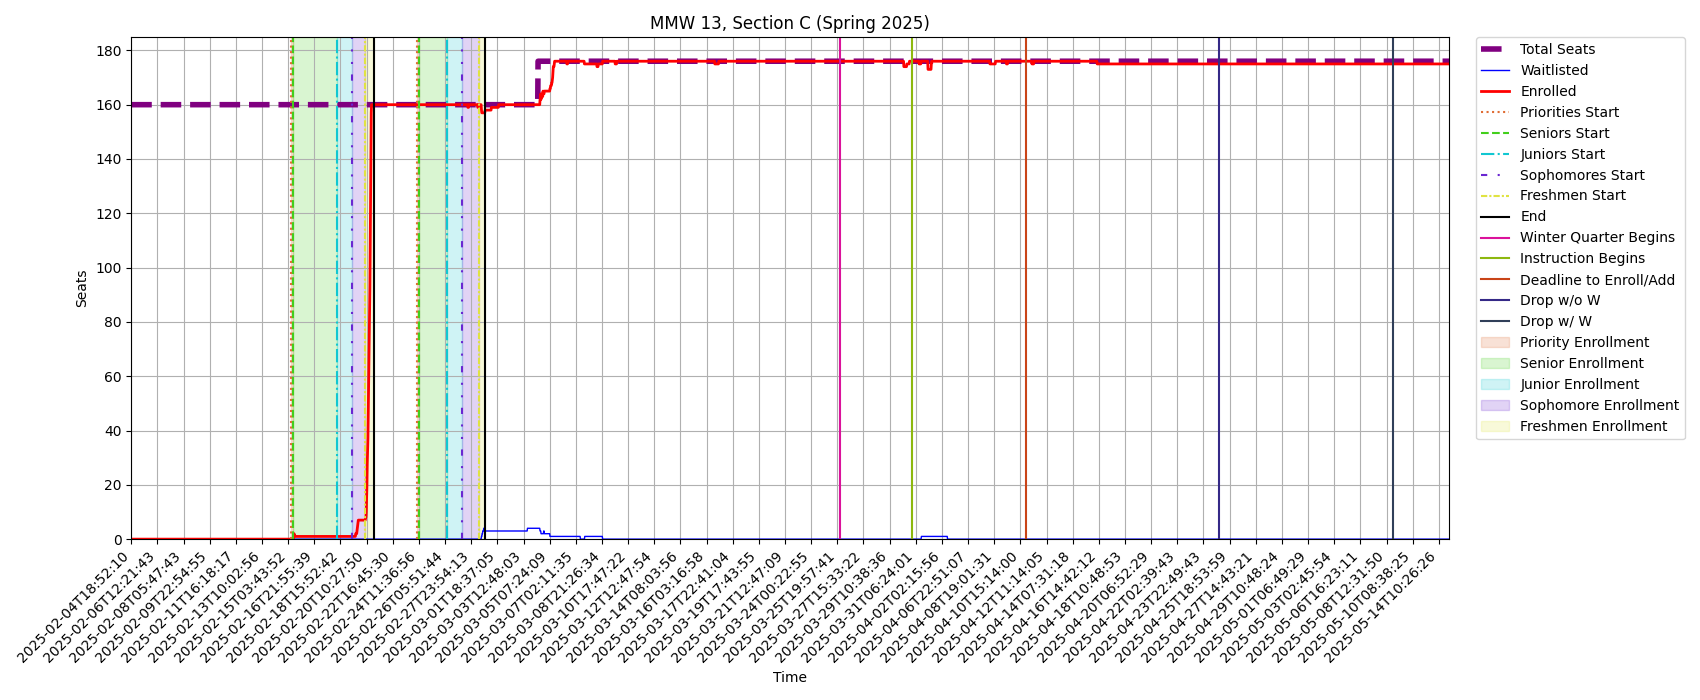 MMW 13, Section C (Spring 2025)
Seats
180
160
140
120
100
80
60
40
20
0
2025-02-04T18:52:10
2025-02-06T12:21:43
2025-02-08T05:47:43
2025-02-09T22:54:55
2025-02-11T16:18:17
2025-02-13T10:02:56
2025-02-15T03:43:52
2025-02-16T21:55:39
2025-02-18T15:52:42
2025-02-20T10:27:50
2025-02-22T16:45:30
2025-02-24T11:36:56
2025-02-26T05:51:44
2025-02-27T23:54:13
2025-03-01T18:37:05
2025-03-03T12:48:03
2025-03-05T07:24:09
2025-03-07T02:11:35
2025-03-08T21:26:34
2025-03-10T17:47:22
2025-03-12T12:47:54
2025-03-14T08:03:56
2025-03-16T03:16:58
2025-03-17T22:41:04
2025-03-19T17:43:55
2025-03-21T12:47:09
2025-03-24T00:22:55
2025-03-25T19:57:41
2025-03-27T15:33:22
2025-03-29T10:38:36
2025-03-31T06:24:01
2025-04-02T02:15:56
2025-04-06T22:51:07
2025-04-08T19:01:31
2025-04-10T15:14:00
2025-04-12T11:14:05
2025-04-14T07:31:18
2025-04-16T14:42:12
2025-04-18T10:48:53
2025-04-20T06:52:29
2025-04-22T02:39:43
2025-04-23T22:49:43
2025-04-25T18:53:59
2025-04-27T14:43:21
2025-04-29T10:48:24
2025-05-01T06:49:29
2025-05-03T02:45:54
2025-05-06T16:23:11
2025-05-08T12:31:50
2025-05-10T08:38:25
2025-05-14T10:26:26
Time
Total Seats
Waitlisted
Enrolled
Priorities Start
Seniors Start
Juniors Start
Sophomores Start
Freshmen Start
End
Winter Quarter Begins
Instruction Begins
Deadline to Enroll/Add
Drop w/o W
Drop w/ W
Priority Enrollment
Senior Enrollment
Junior Enrollment
Sophomore Enrollment
Freshmen Enrollment